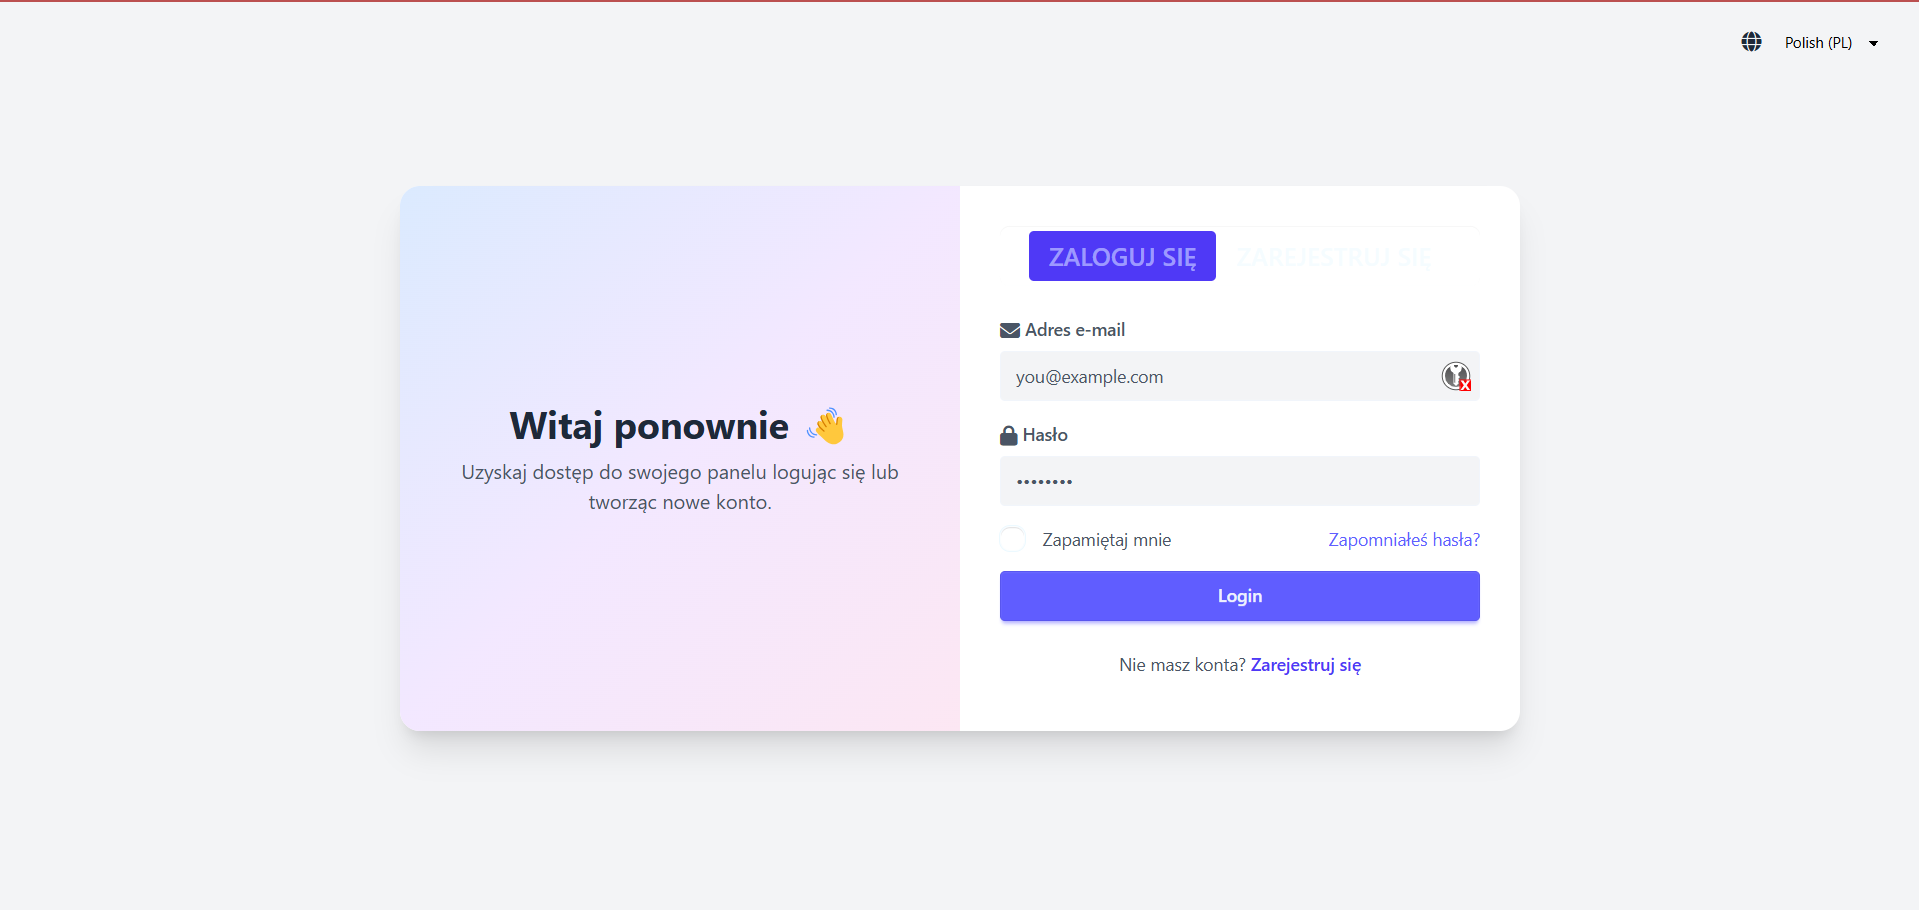 Polish (PL)
ZALOGUJ SIĘ
ZAREJESTRUJ SIĘ
Adres e-mail
you@example.com
Hasło
••••••••
Witaj ponownie 👋
Uzyskaj dostęp do swojego panelu logując się lub
tworząc nowe konto.
Zapamiętaj mnie
Zapomniałeś hasła?
Login
Nie masz konta? Zarejestruj się